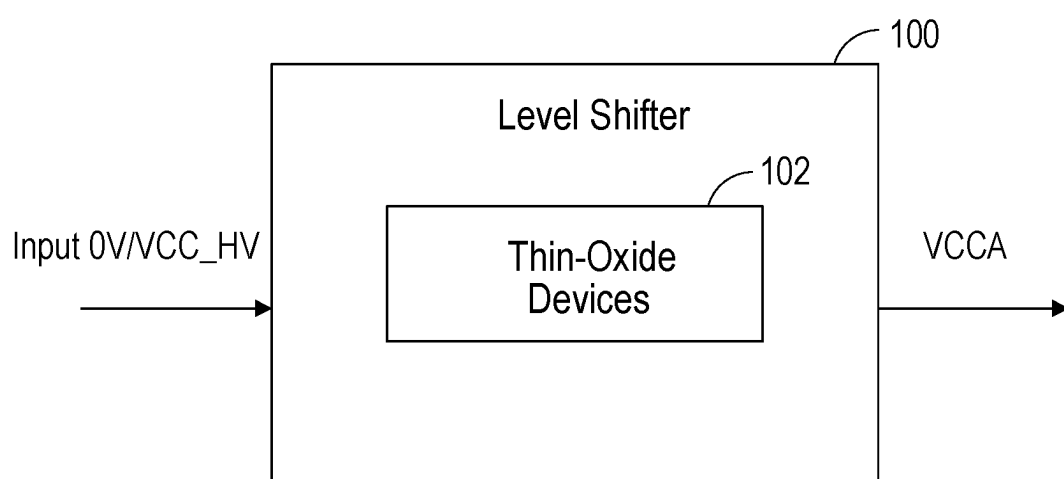 100
Level Shifter
102
Input 0V/VCC_HV
Thin-Oxide
Devices
VCCA